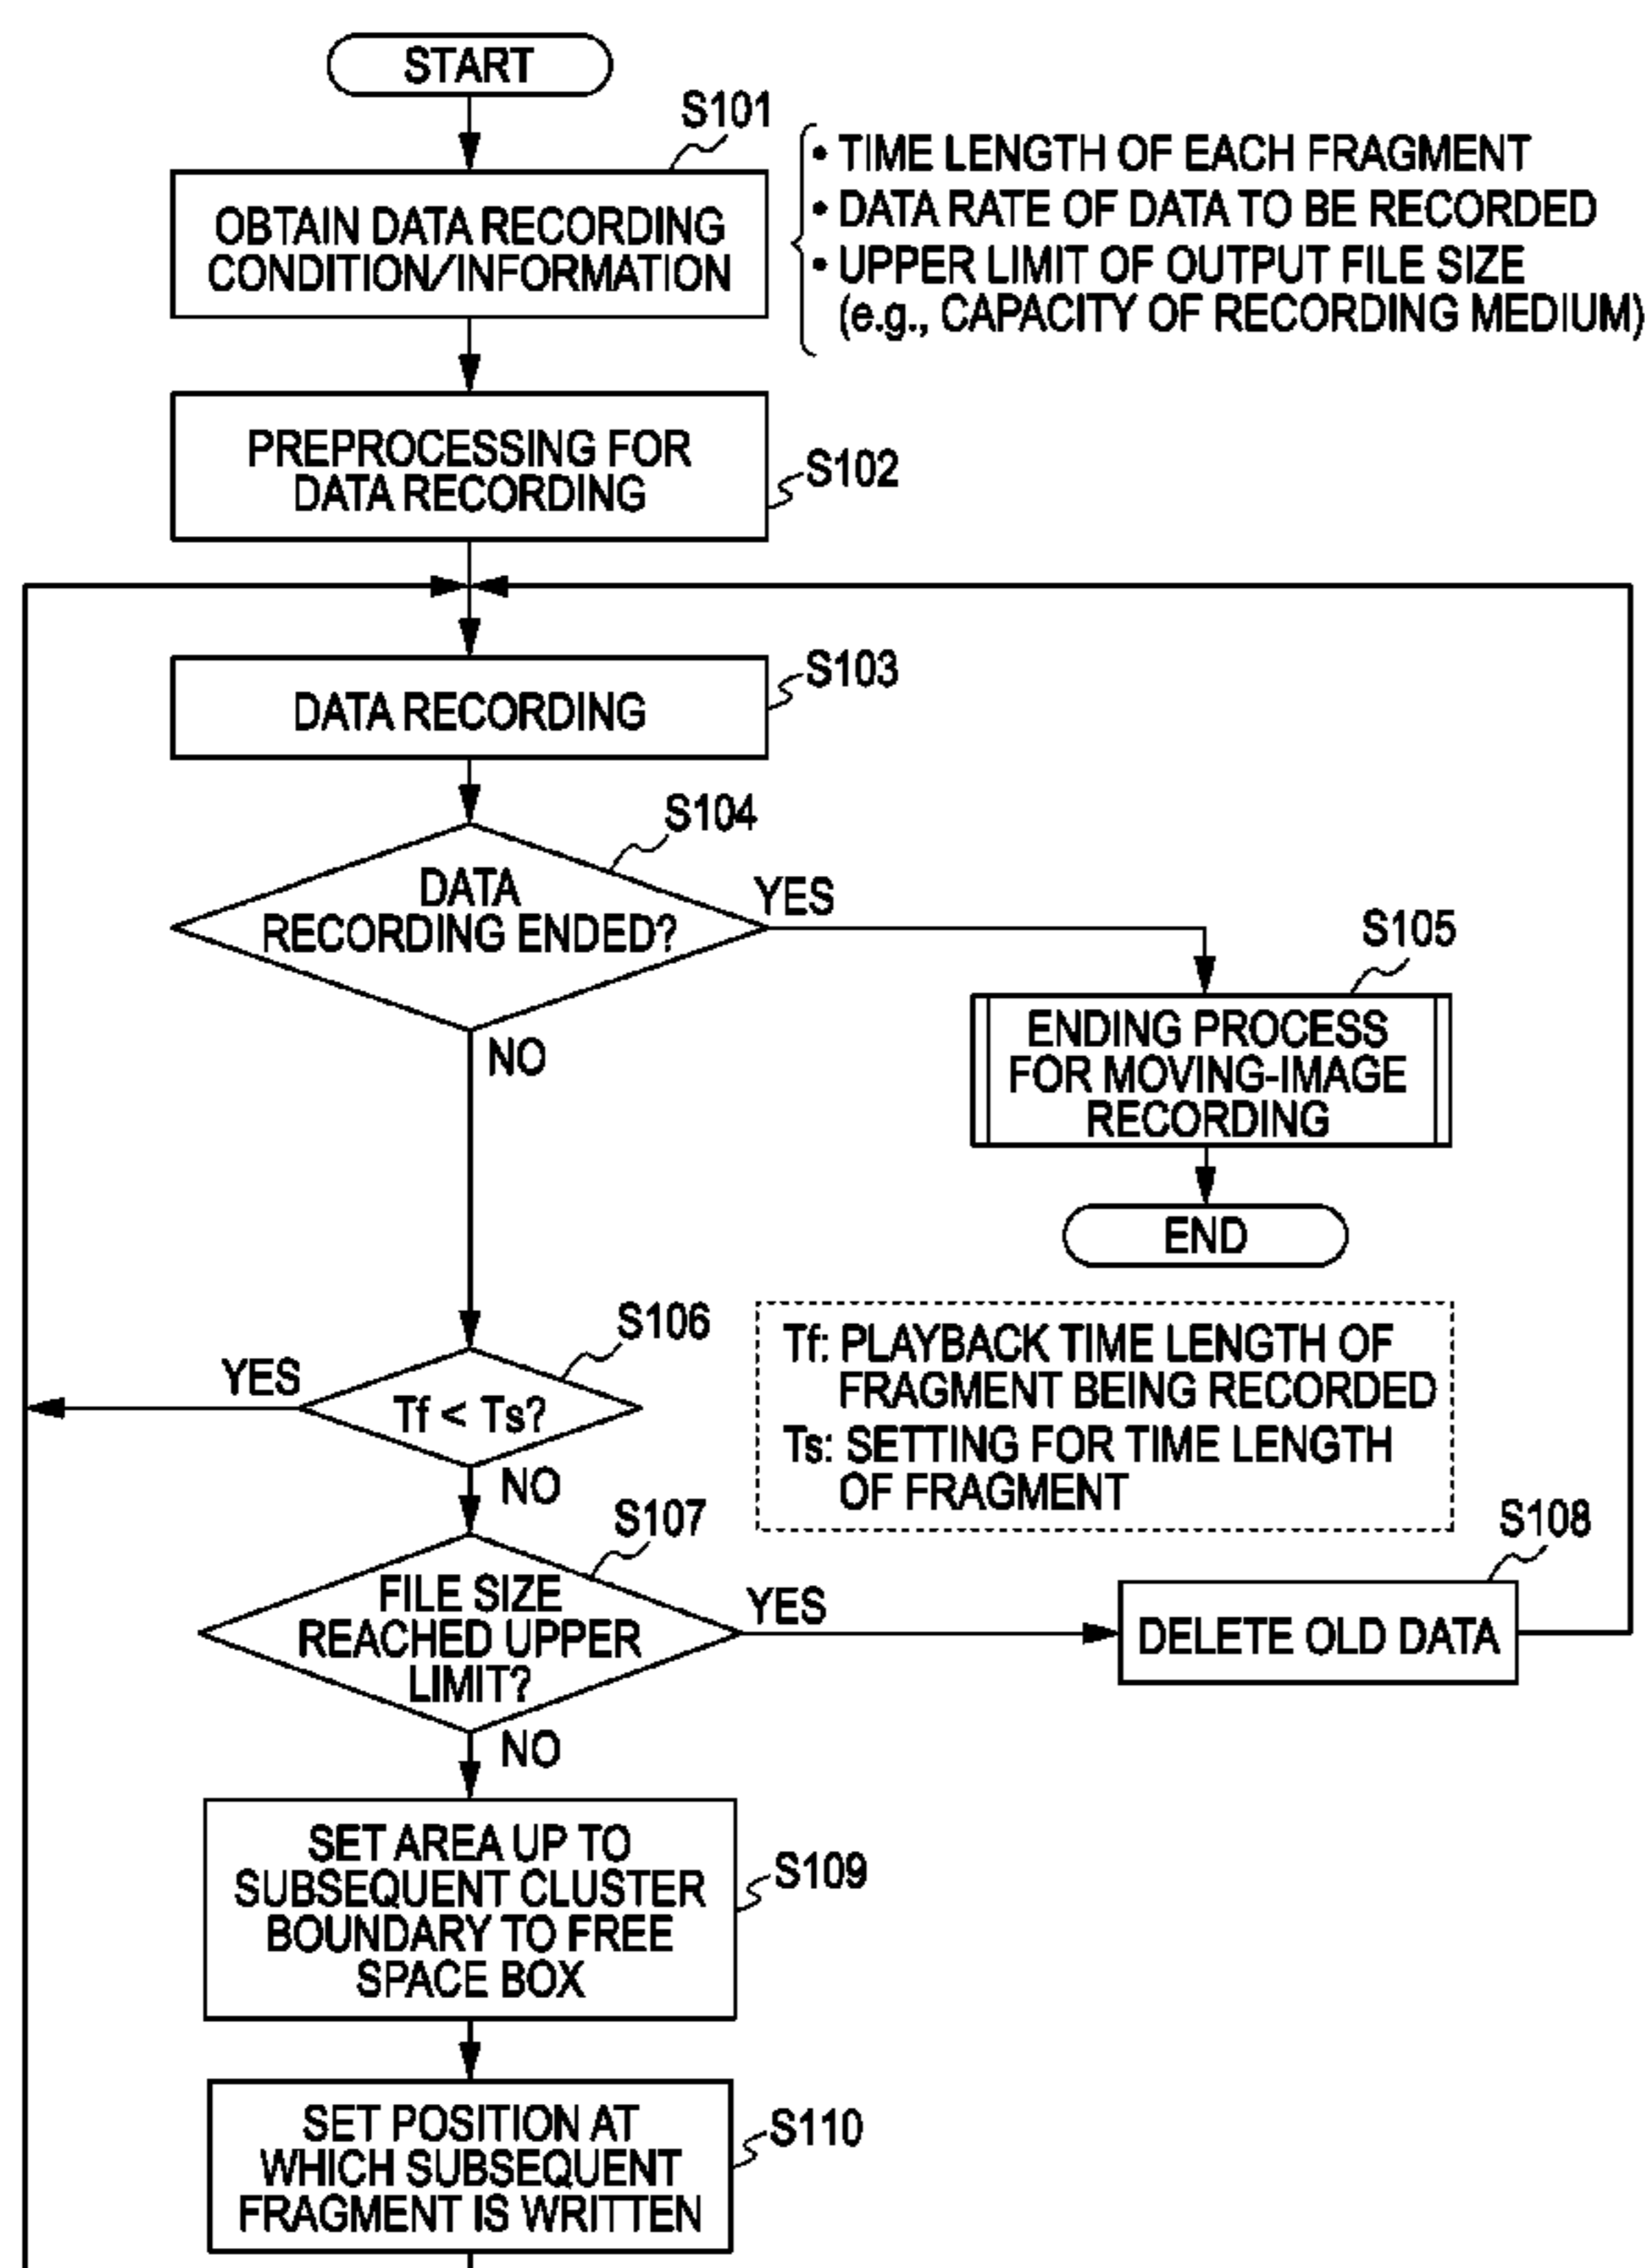 START
S101
OBTAIN DATA RECORDING
CONDITION/INFORMATION
• TIME LENGTH OF EACH FRAGMENT
• DATA RATE OF DATA TO BE RECORDED
• UPPER LIMIT OF OUTPUT FILE SIZE
(e.g., CAPACITY OF RECORDING MEDIUM)
PREPROCESSING FOR
DATA RECORDING
S102
DATA RECORDING
S103
S104
DATA
RECORDING ENDED?
YES
NO
S105
ENDING PROCESS
FOR MOVING-IMAGE
RECORDING
END
S106
Tf < Ts?
YES
NO
Tf: PLAYBACK TIME LENGTH OF
FRAGMENT BEING RECORDED
Ts: SETTING FOR TIME LENGTH
OF FRAGMENT
S107
FILE SIZE
REACHED UPPER
LIMIT?
YES
NO
S108
DELETE OLD DATA
SET AREA UP TO
SUBSEQUENT CLUSTER
BOUNDARY TO FREE
SPACE BOX
S109
SET POSITION AT
WHICH SUBSEQUENT
FRAGMENT IS WRITTEN
S110